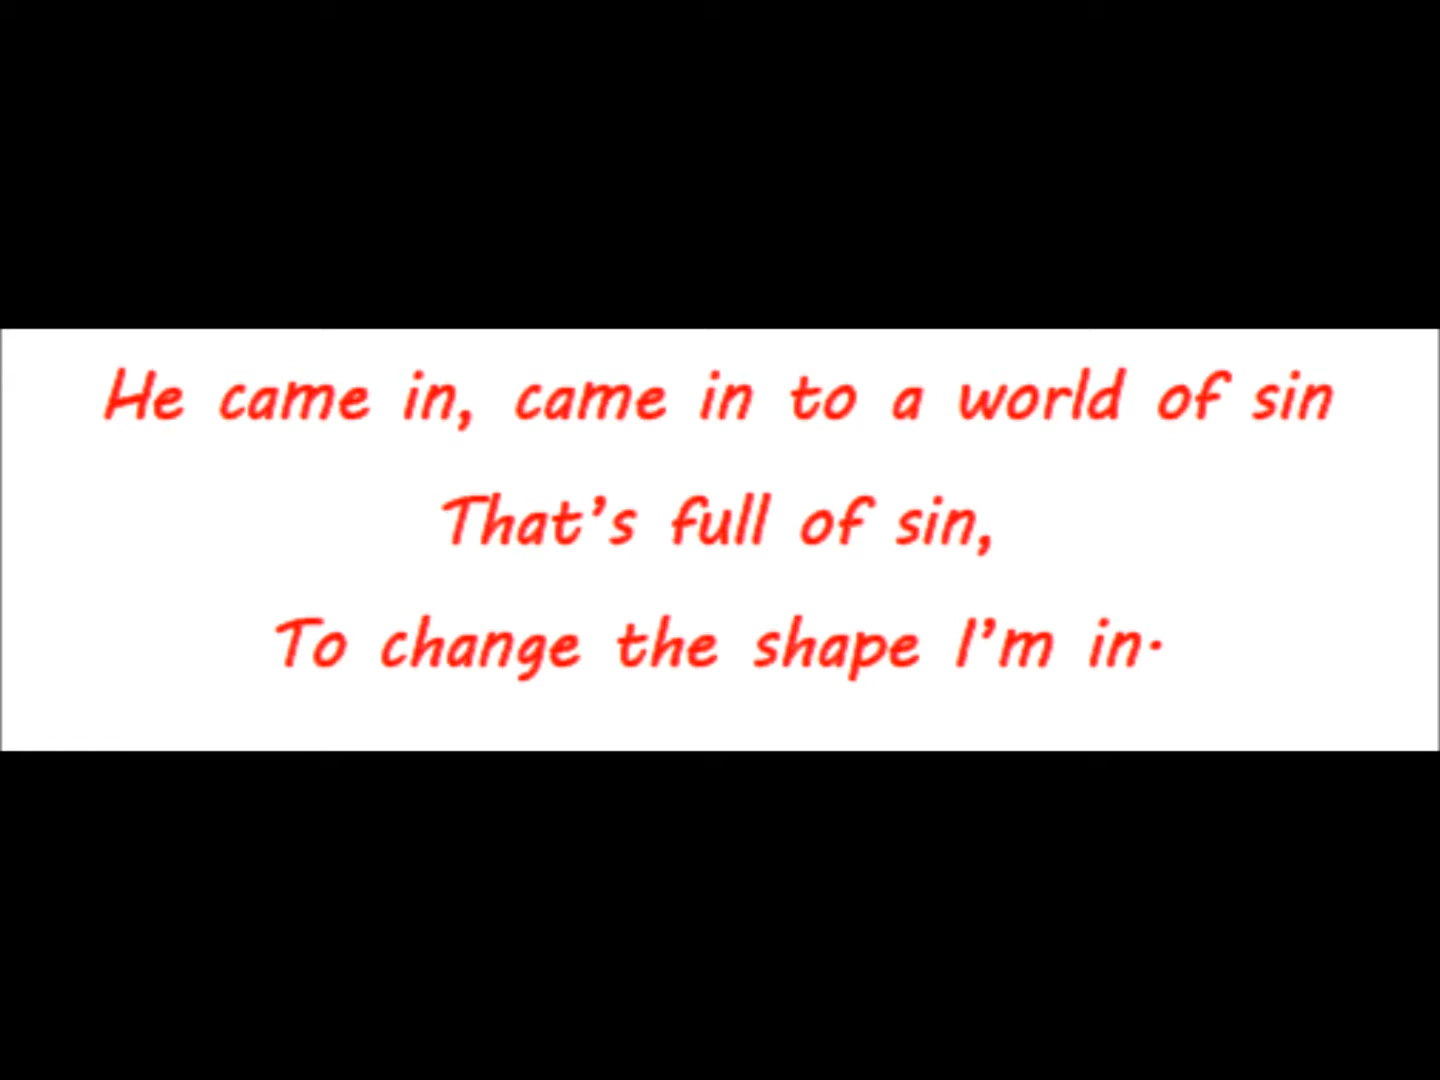 He came in, came in to a world of sin
That’s full of sin,
To change the shape I’m in.